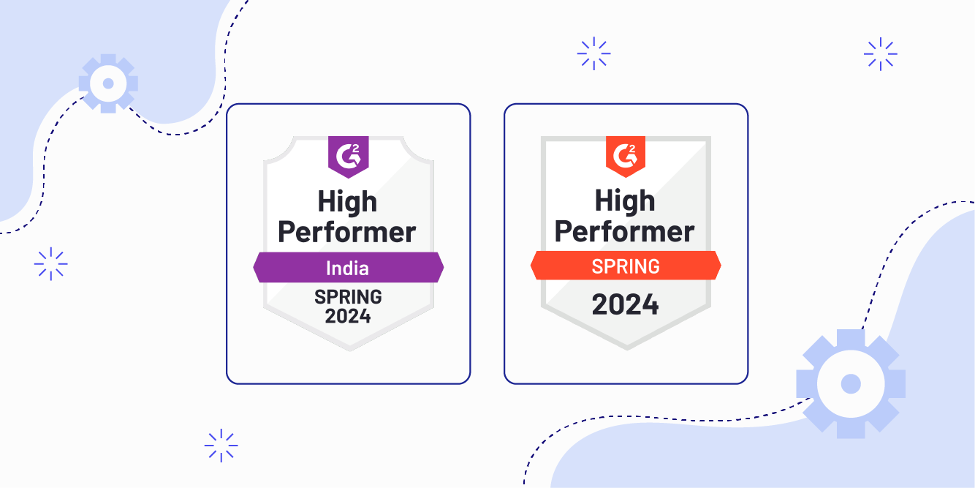 G2
High
Performer
India
SPRING
2024
G2
High
Performer
SPRING
2024